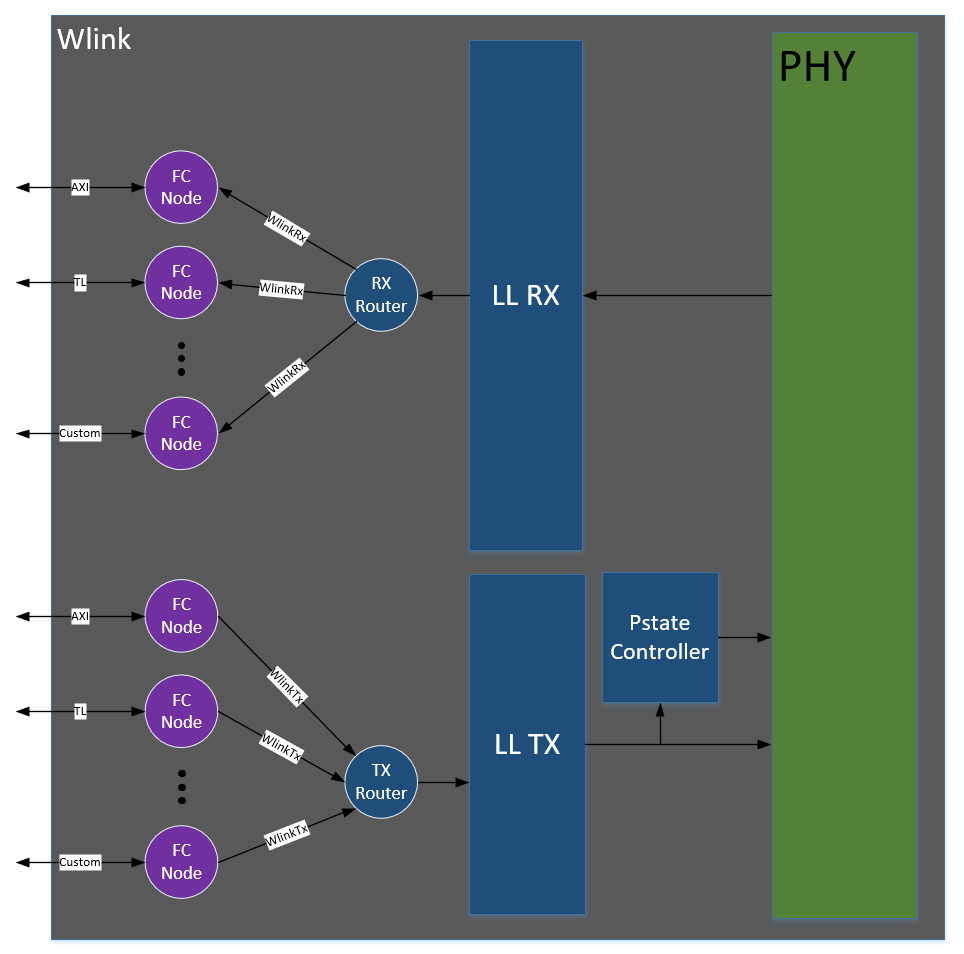 Wlink
PHY
AXI
FC
Node
WlinkRx
TL
FC
Node
WlinkRx
RX
Router
LL RX
Custom
FC
Node
WlinkRx
AXI
FC
Node
WlinkTx
Pstate
Controller
TL
FC
Node
WlinkTx
TX
Router
LL TX
Custom
FC
Node
WlinkTx